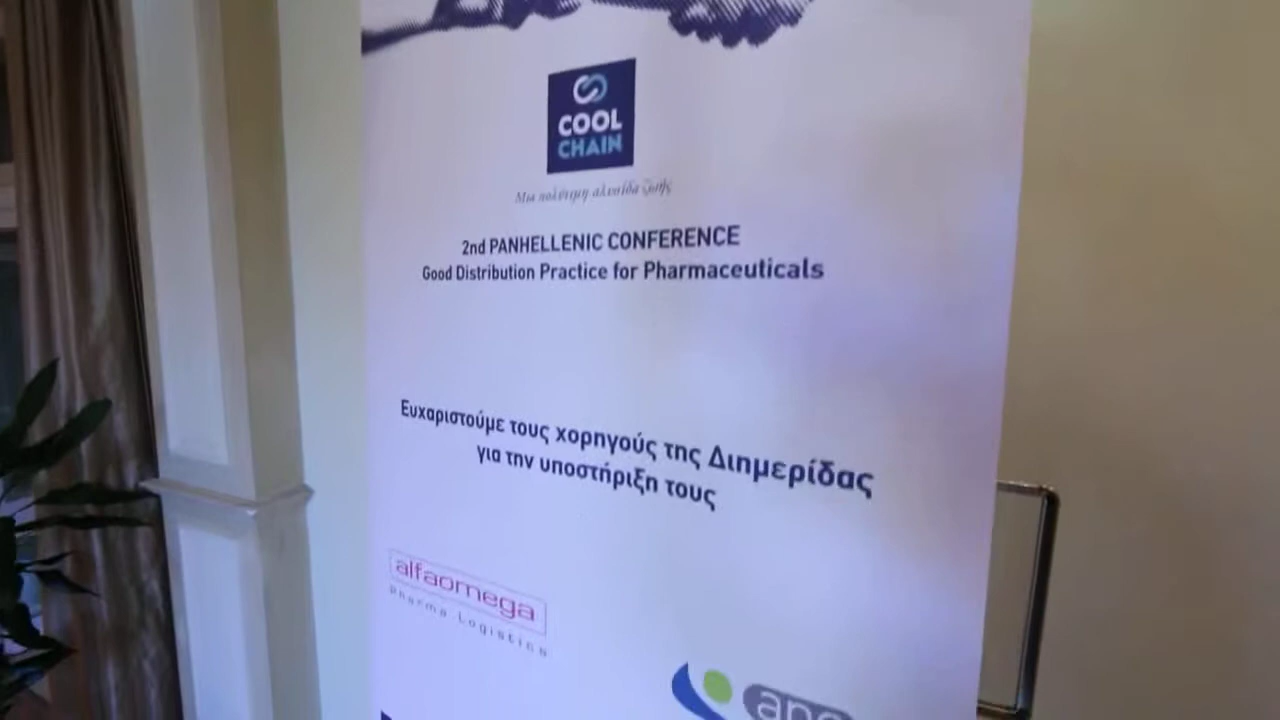 COOL
CHAIN
Μια πολύτιμη αλυσίδα ζωής
2nd PANHELLENIC CONFERENCE
Good Distribution Practice for Pharmaceuticals
Ευχαριστούμε τους χορηγούς της Διημερίδας
για την υποστήριξη τους
alfaomega
Pharma Logistics